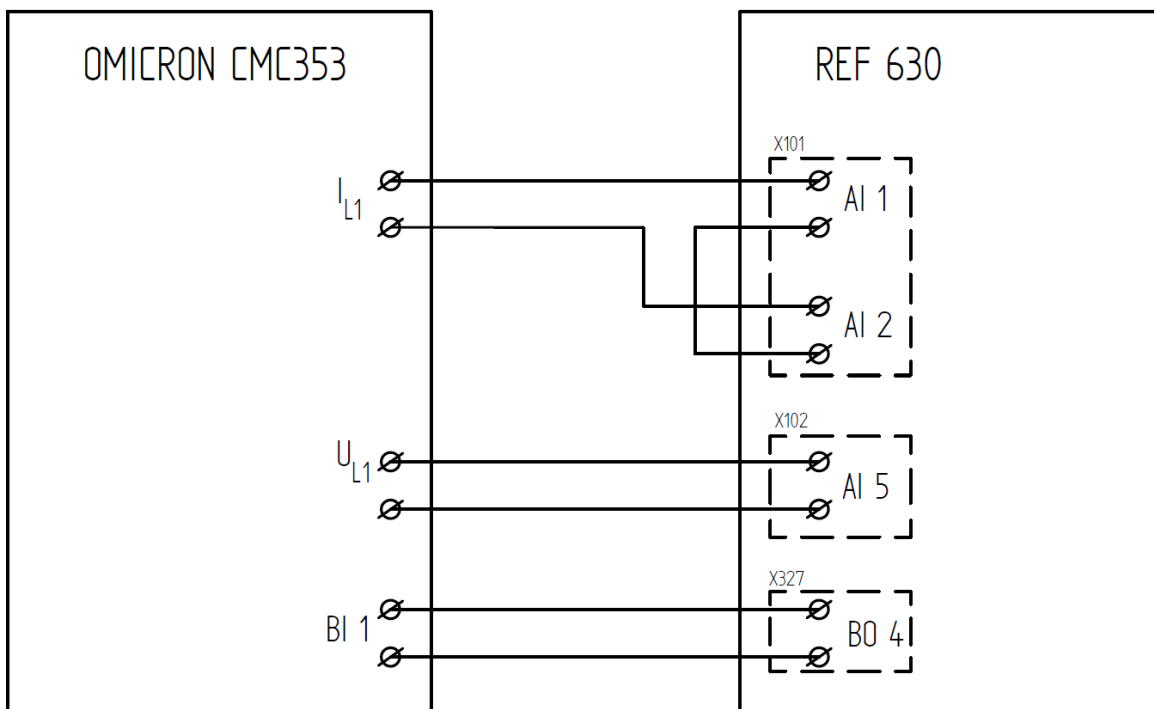 OMICRON CMC353
REF 630
X101
I L1
AI 1
AI 2
X102
U L1
AI 5
X327
BI 1
BO 4